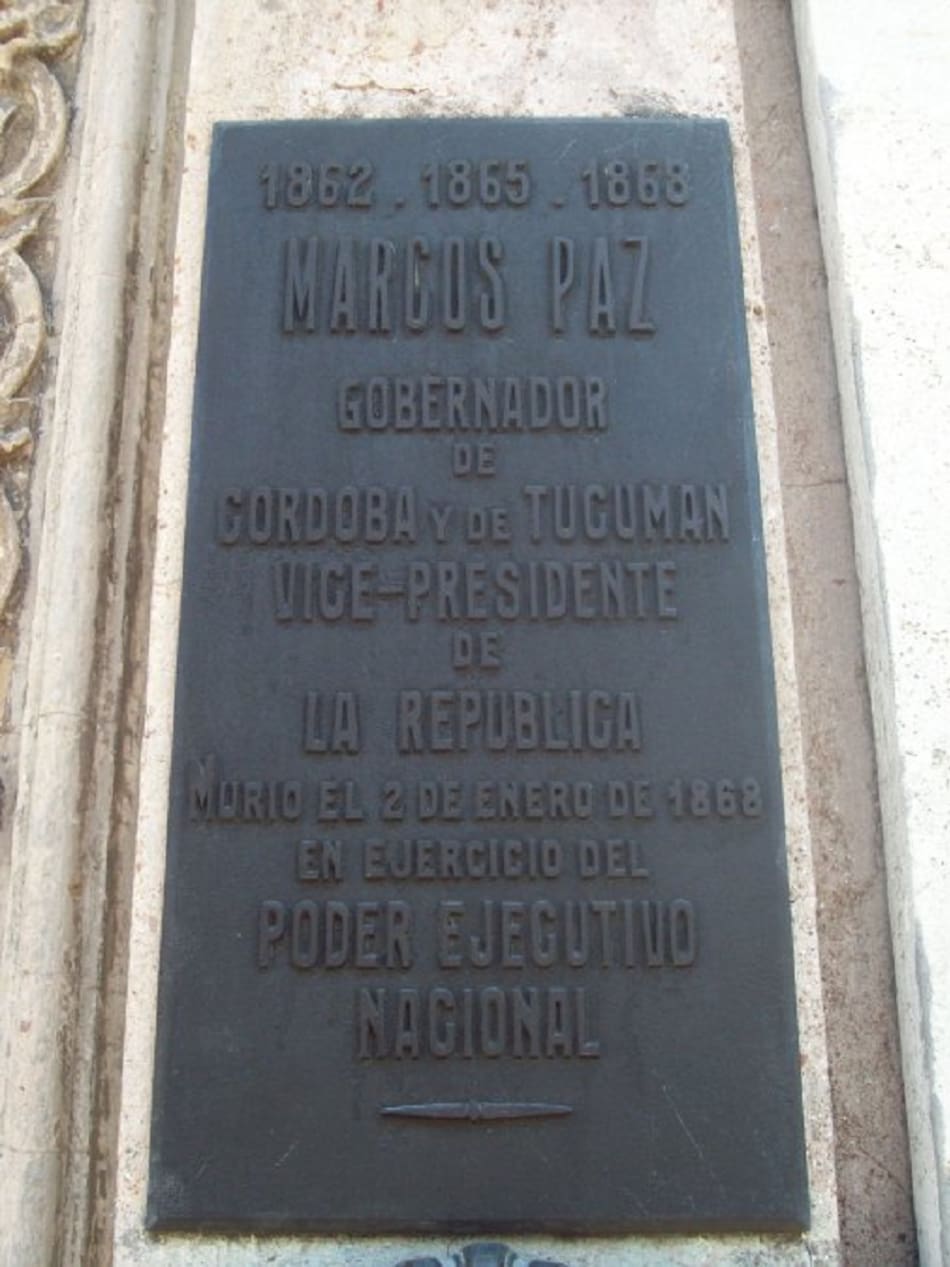 1862 . 1865 . 1868
MARCOS PAZ
GOBERNADOR
DE
CORDOBA Y DE TUCUMAN
VICE-PRESIDENTE
DE
LA REPUBLICA
MURIO EL 2 DE ENERO DE 1868
EN EJERCICIO DEL
PODER EJECUTIVO
NACIONAL